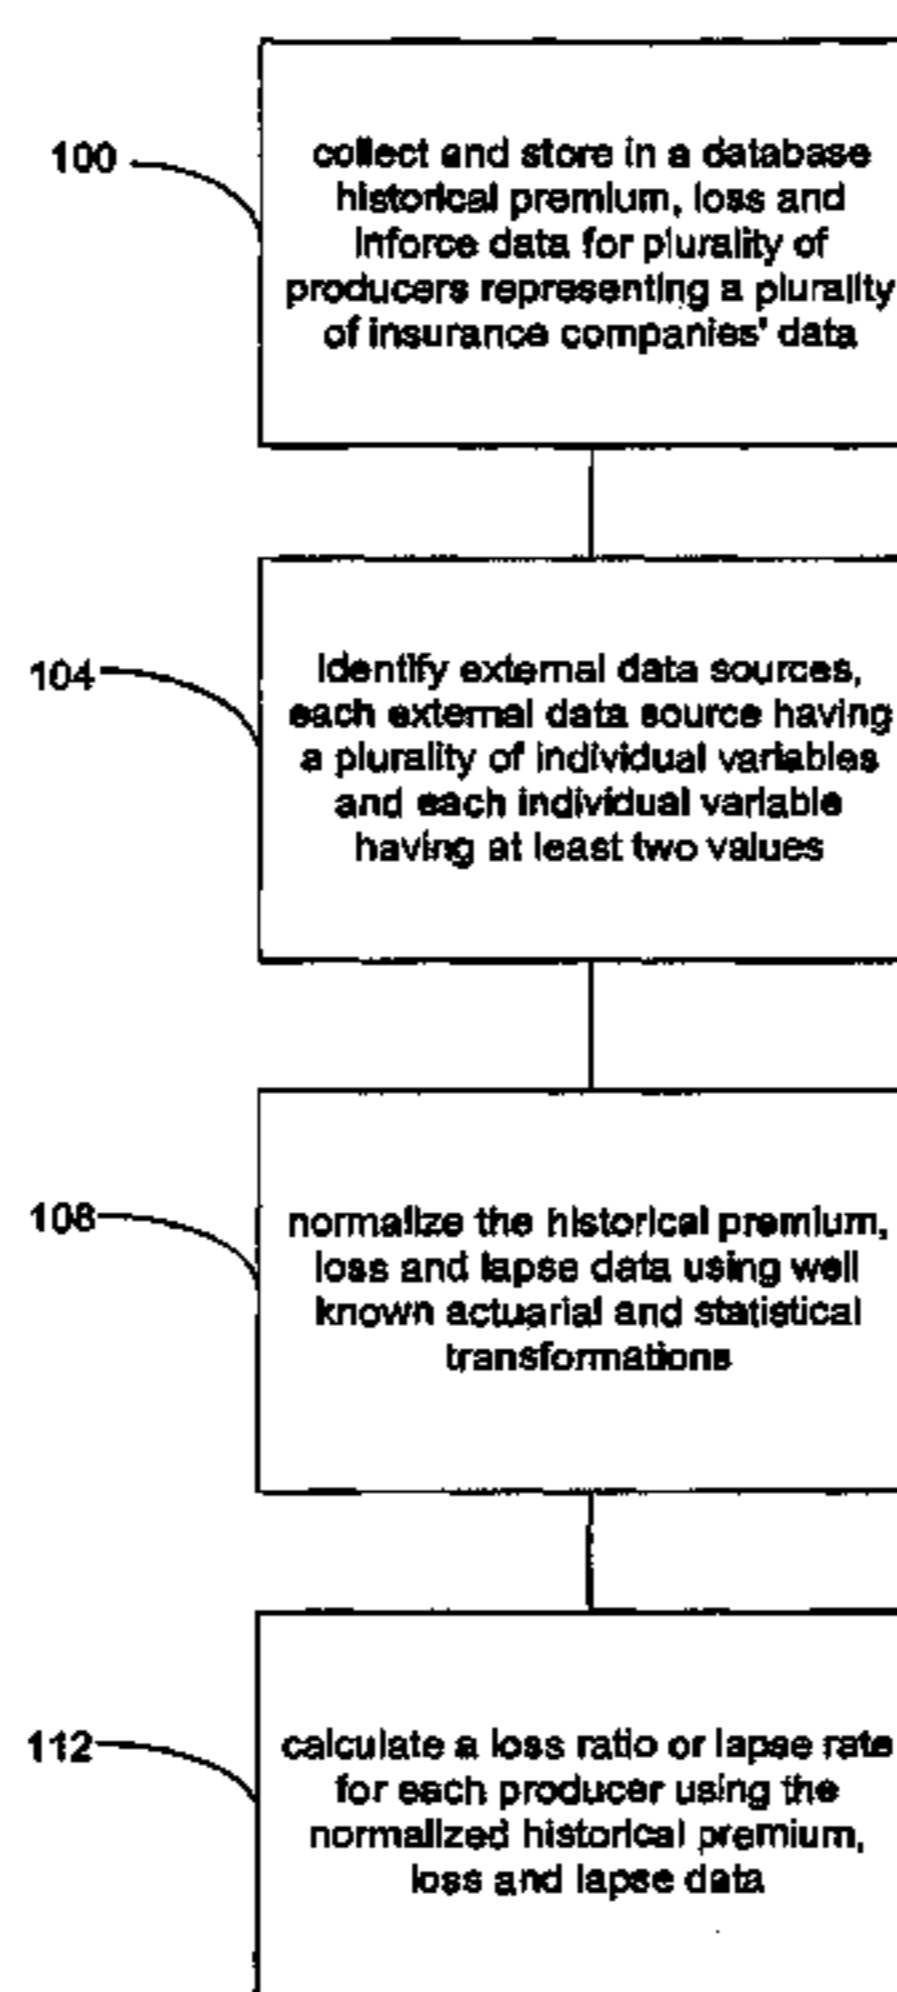 100
collect and store in a database
historical premium, loss and
inforce data for plurality of
producers representing a plurality
of insurance companies' data
104
identify external data sources,
each external data source having
a plurality of individual variables
and each individual variable
having at least two values
108
normalize the historical premium,
loss and lapse data using well
known actuarial and statistical
transformations
112
calculate a loss ratio or lapse rate
for each producer using the
normalized historical premium,
loss and lapse data